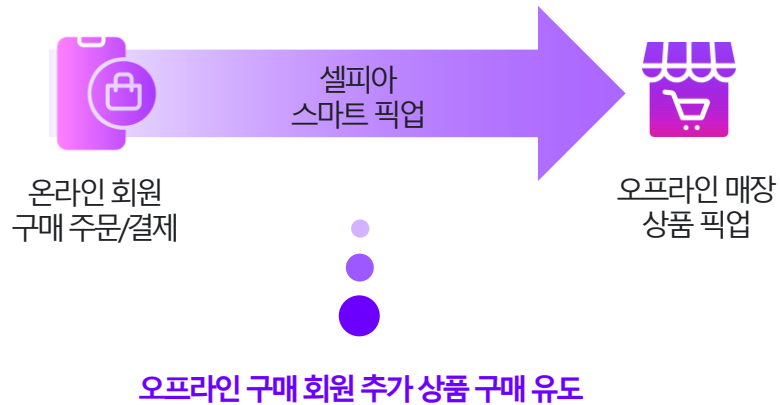 셀피아
스마트 픽업
온라인 회원
구매 주문/결제
오프라인 매장
상품 픽업
오프라인 구매 회원 추가 상품 구매 유도